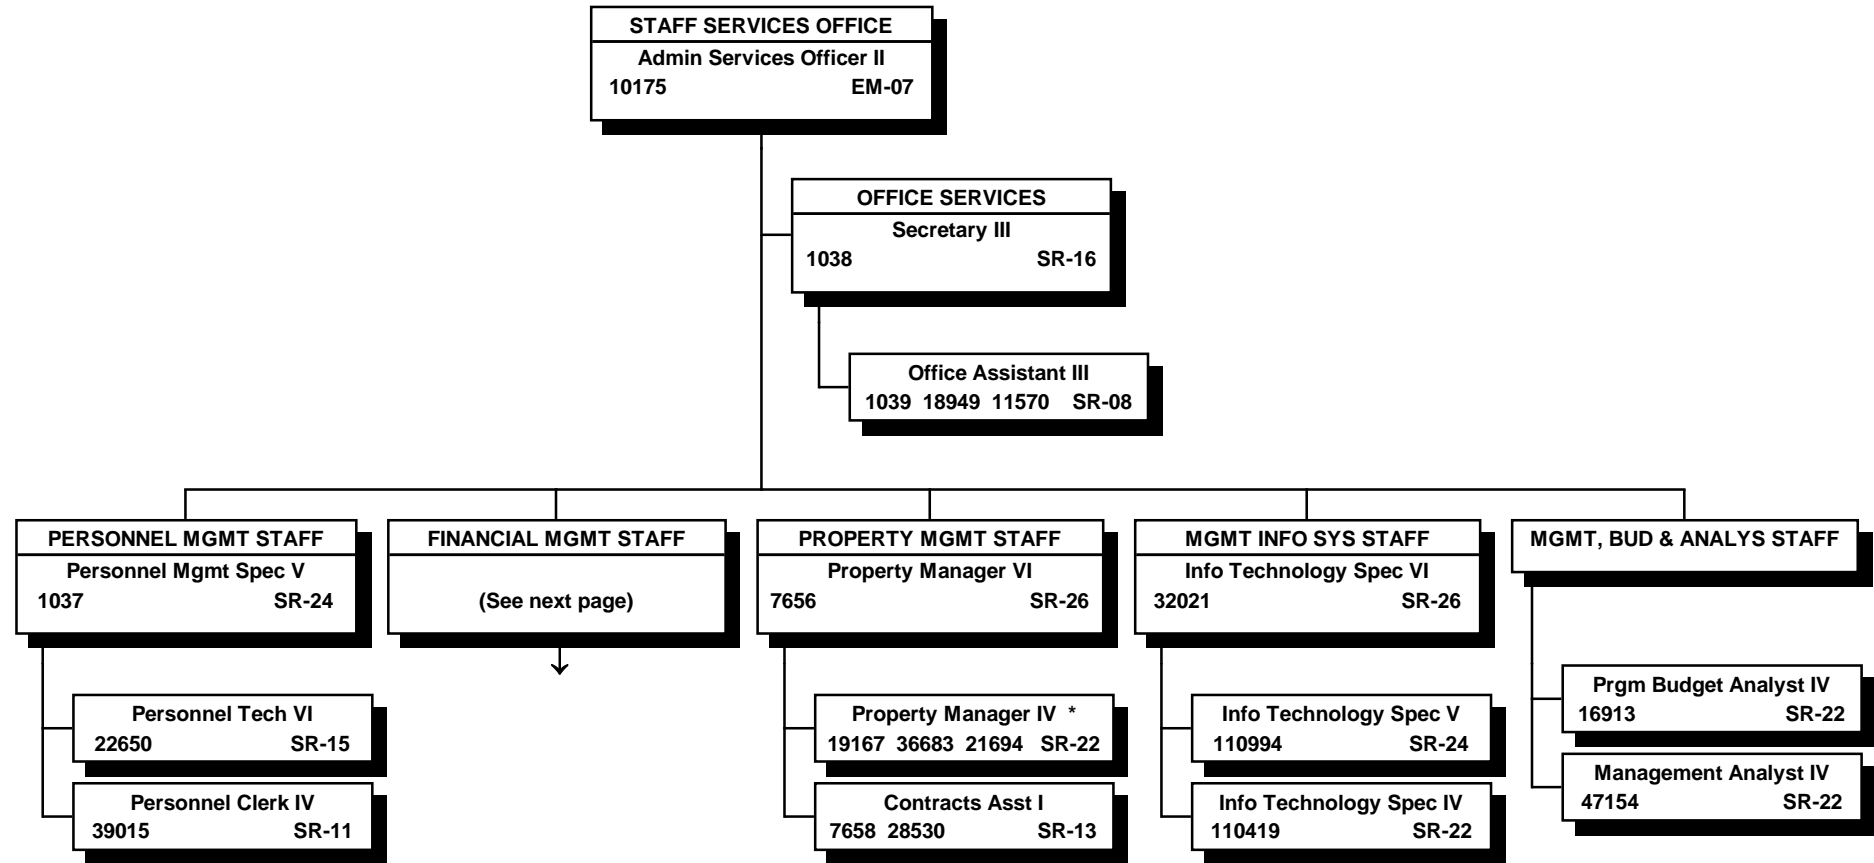 STAFF SERVICES OFFICE
Admin Services Officer II
10175 EM-07
OFFICE SERVICES
Secretary III
1038 SR-16
Office Assistant III
1039 18949 11570 SR-08
PERSONNEL MGMT STAFF
Personnel Mgmt Spec V
1037 SR-24
Personnel Tech VI
22650 SR-15
Personnel Clerk IV
39015 SR-11
FINANCIAL MGMT STAFF
(See next page)
PROPERTY MGMT STAFF
Property Manager VI
7656 SR-26
Property Manager IV *
19167 36683 21694 SR-22
Contracts Asst I
7658 28530 SR-13
MGMT INFO SYS STAFF
Info Technology Spec VI
32021 SR-26
Info Technology Spec V
110994 SR-24
Info Technology Spec IV
110419 SR-22
MGMT, BUD & ANALYS STAFF
Prgm Budget Analyst IV
16913 SR-22
Management Analyst IV
47154 SR-22